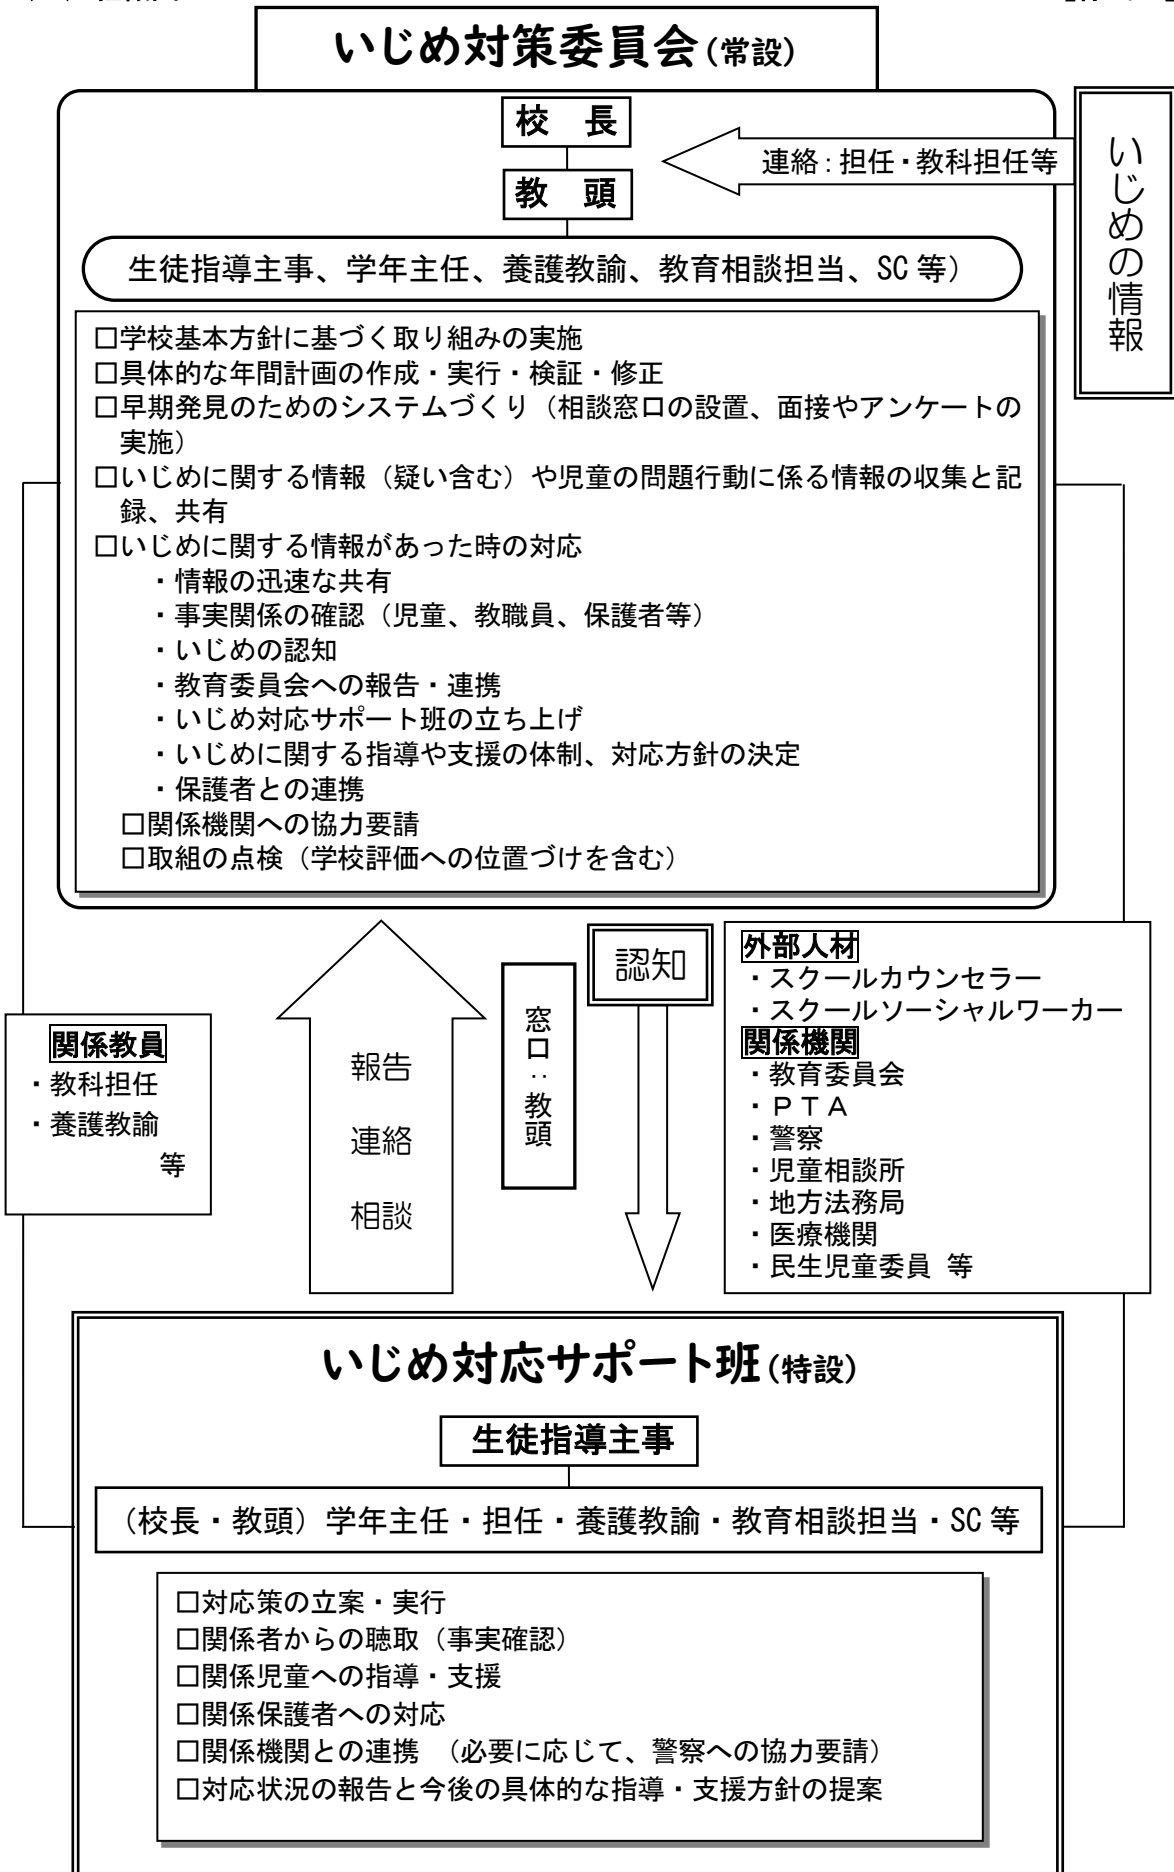 いじめ対策委員会(常設)
校 長
連絡:担任・教科担任等
いじめの情報
教 頭
生徒指導主事、学年主任、養護教諭、教育相談担当、SC 等)
□学校基本方針に基づく取り組みの実施
□具体的な年間計画の作成・実行・検証・修正
□早期発見のためのシステムづくり(相談窓口の設置、面接やアンケートの
実施)
□いじめに関する情報(疑い含む)や児童の問題行動に係る情報の収集と記
録、共有
□いじめに関する情報があった時の対応
・情報の迅速な共有
・事実関係の確認(児童、教職員、保護者等)
・いじめの認知
・教育委員会への報告・連携
・いじめ対応サポート班の立ち上げ
・いじめに関する指導や支援の体制、対応方針の決定
・保護者との連携
□関係機関への協力要請
□取組の点検(学校評価への位置づけを含む)
関係教員
・教科担任
・養護教諭
等
報告
連絡
相談
窓口:教頭
認知
外部人材
・スクールカウンセラー
・スクールソーシャルワーカー
関係機関
・教育委員会
・PTA
・警察
・児童相談所
・地方法務局
・医療機関
・民生児童委員 等
いじめ対応サポート班(特設)
生徒指導主事
(校長・教頭)学年主任・担任・養護教諭・教育相談担当・SC 等
□対応策の立案・実行
□関係者からの聴取(事実確認)
□関係児童への指導・支援
□関係保護者への対応
□関係機関との連携 (必要に応じて、警察への協力要請)
□対応状況の報告と今後の具体的な指導・支援方針の提案